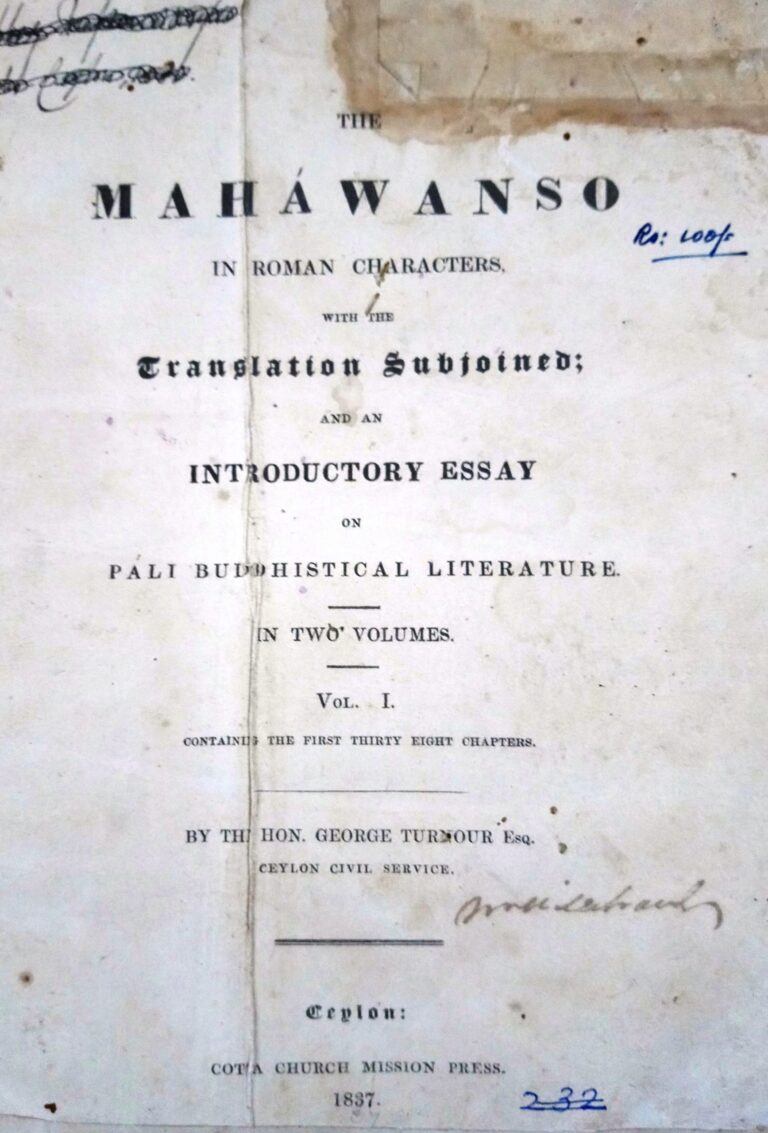 THE
MAHÁWANSO
Rs: 100/-
IN ROMAN CHARACTERS,
WITH THE
Translation Subjoined;
AND AN
INTRODUCTORY ESSAY
ON
PÁLI BUDDHISTICAL LITERATURE.
IN TWO VOLUMES.
VOL. I.
CONTAINING THE FIRST THIRTY EIGHT CHAPTERS.
BY THE HON. GEORGE TURNOUR ESQ.
CEYLON CIVIL SERVICE.
Ceylon:
COTTA CHURCH MISSION PRESS.
1837.
232